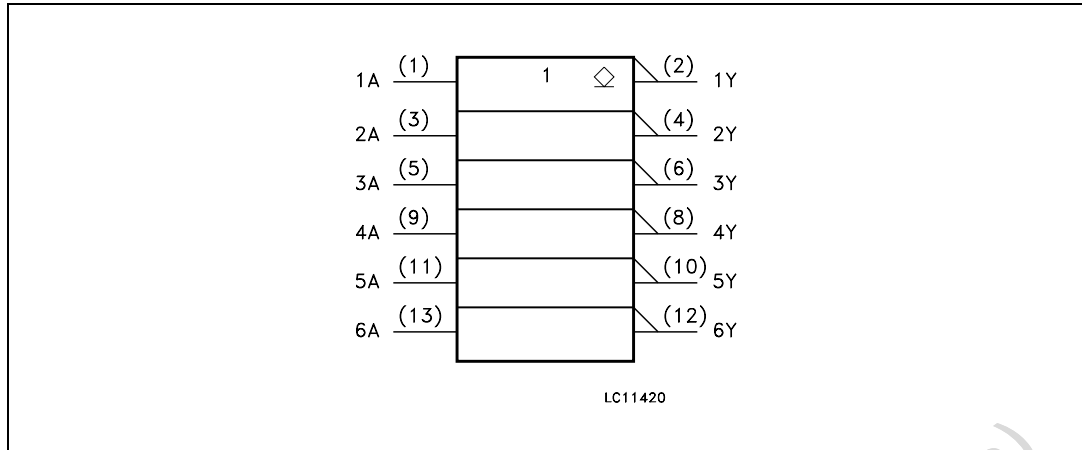 1A (1) 1 (2) 1Y
2A (3) (4) 2Y
3A (5) (6) 3Y
4A (9) (8) 4Y
5A (11) (10) 5Y
6A (13) (12) 6Y
LC11420